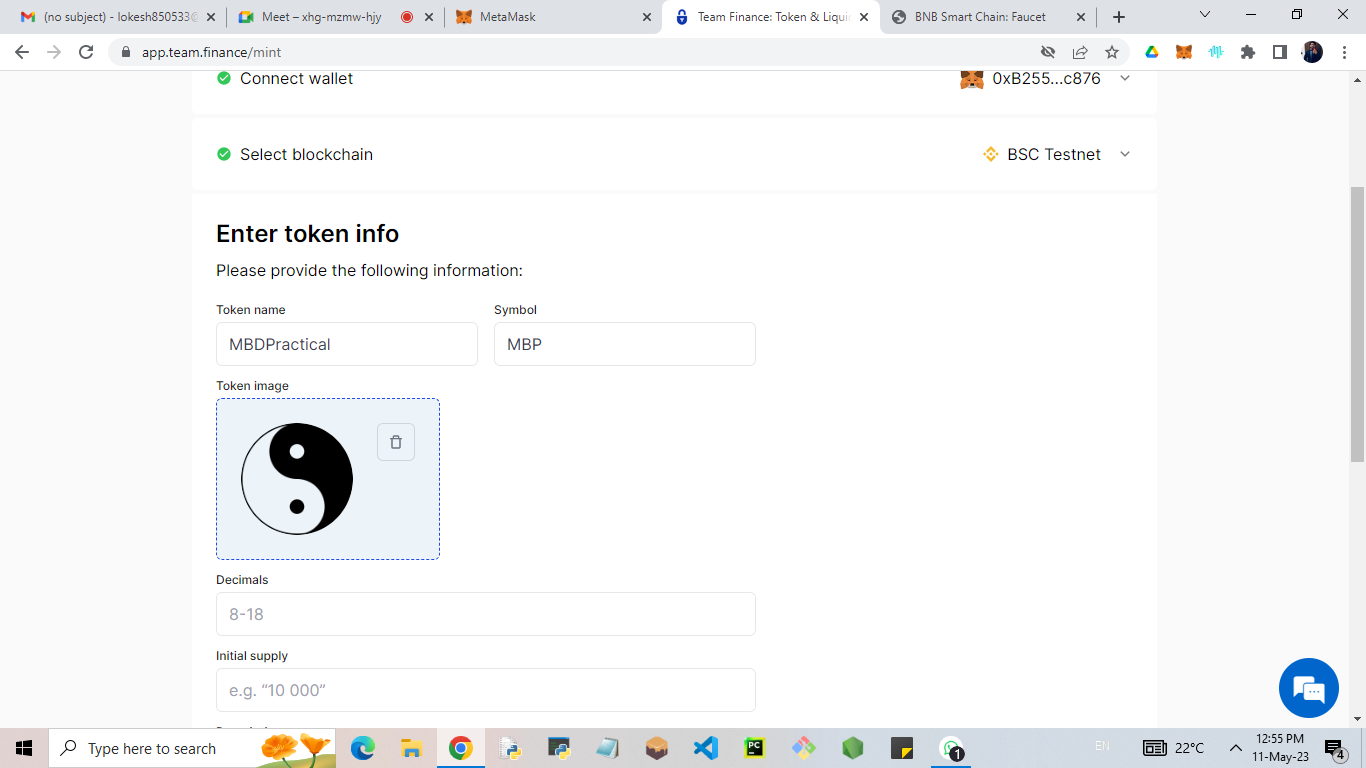 (no subject) - lokesh850533@
Meet – xhg-mzmw-hjy
MetaMask
Team Finance: Token & Liqui
BNB Smart Chain: Faucet
app.team.finance/mint
Connect wallet
0xB255...c876
Select blockchain
BSC Testnet
Enter token info
Please provide the following information:
Token name
Symbol
MBDPractical
MBP
Token image
Decimals
8-18
Initial supply
e.g. “10 000“
Type here to search
PC
1
EN
22°C
12:55 PM
11-May-23
4